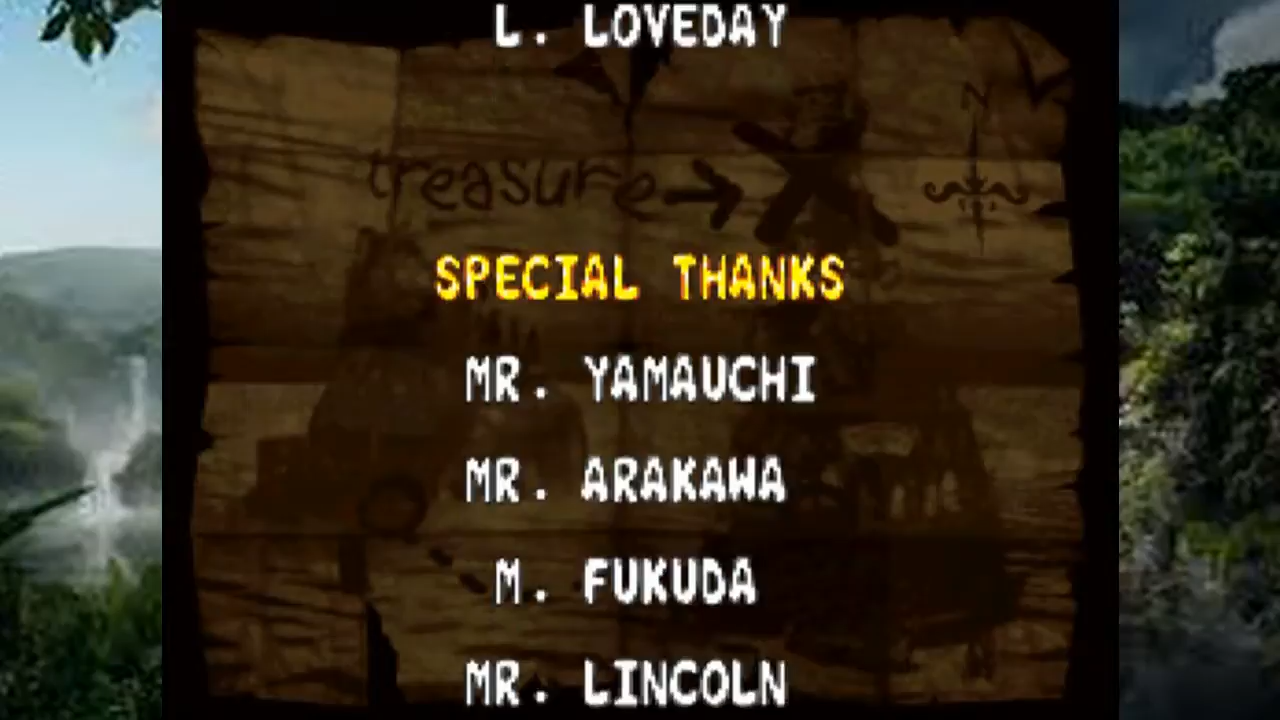 L. LOVEDAY
N
treasure → X
SPECIAL THANKS
MR. YAMAUCHI
MR. ARAKAWA
M. FUKUDA
MR. LINCOLN